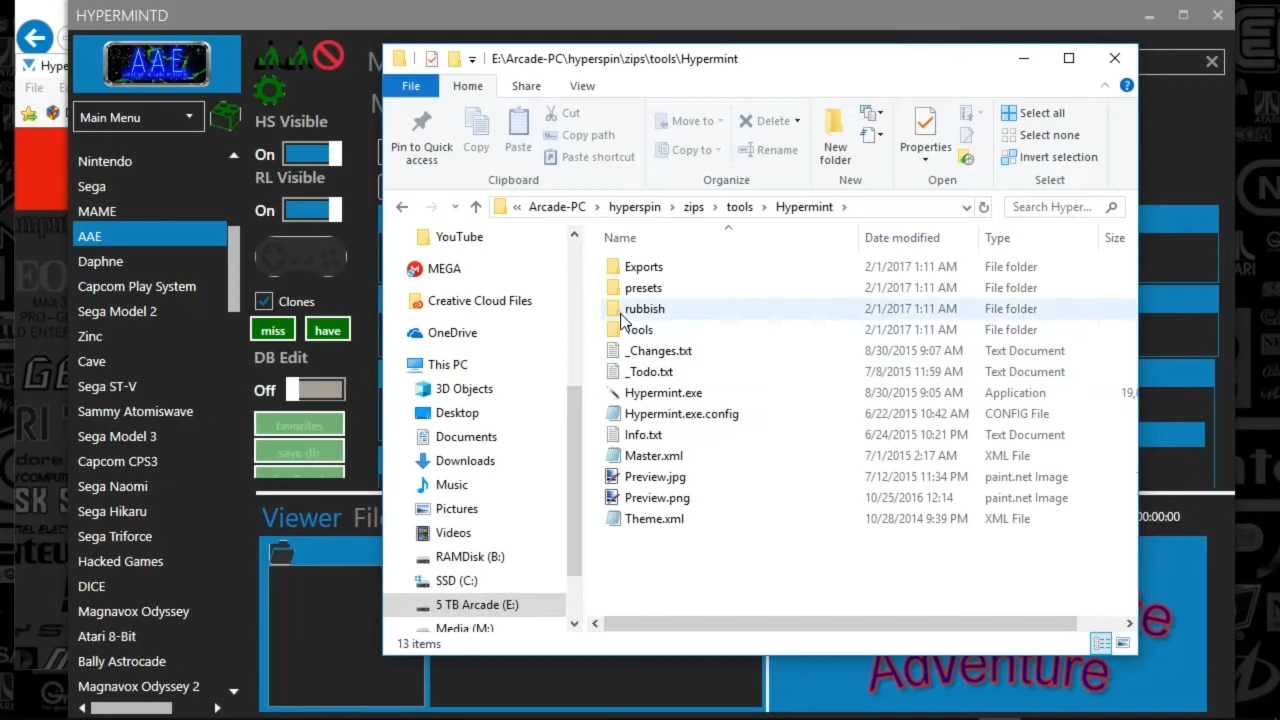 HYPERMINTD
AAE
Main Menu
Nintendo
Sega
MAME
AAE
Daphne
Capcom Play System
Sega Model 2
Zinc
Cave
Sega ST-V
Sammy Atomiswave
Sega Model 3
Capcom CPS3
Sega Naomi
Sega Hikaru
Sega Triforce
Hacked Games
DICE
Magnavox Odyssey
Atari 8-Bit
Bally Astrocade
Magnavox Odyssey 2
HS Visible
On
RL Visible
On
Clones
miss have
DB Edit
Off
favorites
save db
Viewer
E:\Arcade-PC\hyperspin\zips\tools\Hypermint
File Home Share View
Pin to Quick access
Copy
Paste
Cut
Copy path
Paste shortcut
Clipboard
Move to
Copy to
Delete
Rename
Organize
New folder
New
Properties
Open
Select all
Select none
Invert selection
Select
« Arcade-PC › hyperspin › zips › tools › Hypermint ›
Search Hyper...
YouTube
MEGA
Creative Cloud Files
OneDrive
This PC
3D Objects
Desktop
Documents
Downloads
Music
Pictures
Videos
RAMDisk (B:)
SSD (C:)
5 TB Arcade (E:)
Media (M:)
Name Date modified Type Size
Exports 2/1/2017 1:11 AM File folder
presets 2/1/2017 1:11 AM File folder
rubbish 2/1/2017 1:11 AM File folder
Tools 2/1/2017 1:11 AM File folder
_Changes.txt 8/30/2015 9:07 AM Text Document
_Todo.txt 7/8/2015 11:59 AM Text Document
Hypermint.exe 8/30/2015 9:05 AM Application 19,
Hypermint.exe.config 6/22/2015 10:42 AM CONFIG File
Info.txt 6/24/2015 10:21 PM Text Document
Master.xml 7/1/2015 2:17 AM XML File
Preview.jpg 7/12/2015 11:34 PM paint.net Image
Preview.png 10/25/2016 12:14 paint.net Image
Theme.xml 10/28/2014 9:39 PM XML File
13 items
Adventure